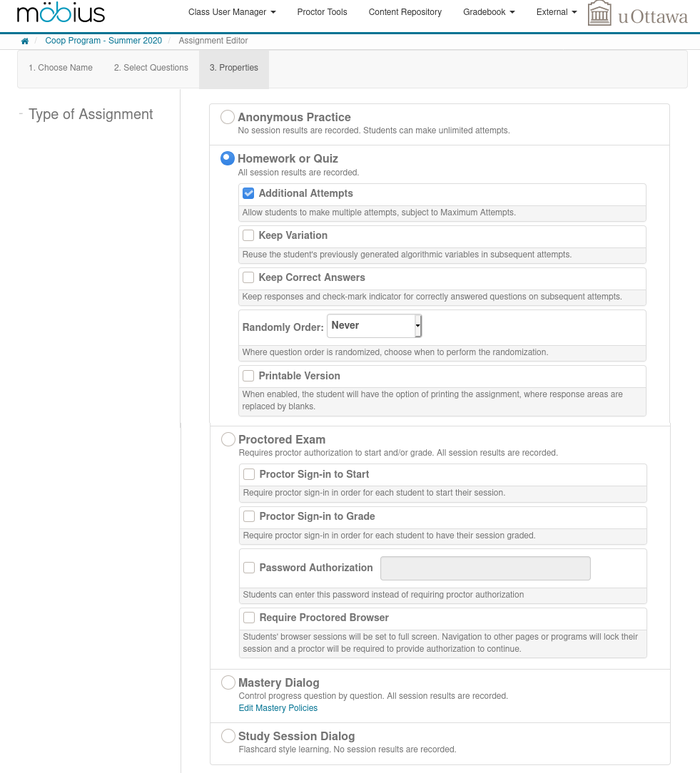 möbius
Class User Manager Proctor Tools Content Repository Gradebook External uOttawa
/ Coop Program - Summer 2020 / Assignment Editor
1. Choose Name 2. Select Questions 3. Properties
Type of Assignment
Anonymous Practice
No session results are recorded. Students can make unlimited attempts.
Homework or Quiz
All session results are recorded.
Additional Attempts
Allow students to make multiple attempts, subject to Maximum Attempts.
Keep Variation
Reuse the student's previously generated algorithmic variables in subsequent attempts.
Keep Correct Answers
Keep responses and check-mark indicator for correctly answered questions on subsequent attempts.
Randomly Order: Never
Where question order is randomized, choose when to perform the randomization.
Printable Version
When enabled, the student will have the option of printing the assignment, where response areas are
replaced by blanks.
Proctored Exam
Requires proctor authorization to start and/or grade. All session results are recorded.
Proctor Sign-in to Start
Require proctor sign-in in order for each student to start their session.
Proctor Sign-in to Grade
Require proctor sign-in in order for each student to have their session graded.
Password Authorization
Students can enter this password instead of requiring proctor authorization
Require Proctored Browser
Students' browser sessions will be set to full screen. Navigation to other pages or programs will lock their
session and a proctor will be required to provide authorization to continue.
Mastery Dialog
Control progress question by question. All session results are recorded.
Edit Mastery Policies
Study Session Dialog
Flashcard style learning. No session results are recorded.